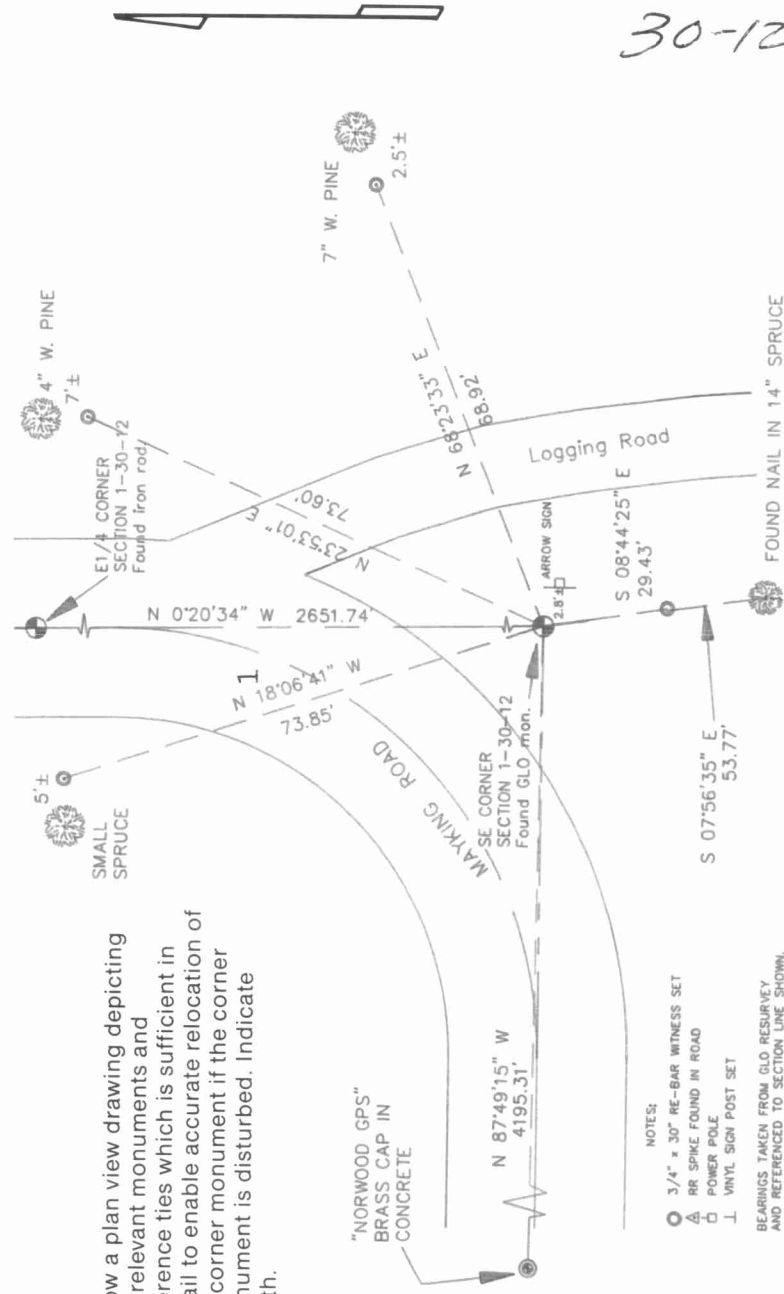 30-12
ow a plan view drawing depicting
relevant monuments and
erence ties which is sufficient in
ail to enable accurate relocation of
corner monument if the corner
nument is disturbed. Indicate
th.
4" W. PINE
7'±
E1/4 CORNER
SECTION 1-30-12
Found iron rod.
7" W. PINE
2.5'±
5'±
SMALL
SPRUCE
N 0°20'34" W 2651.74'
N 23°53'01" E
73.60'
N 68°23'33" E
68.92'
1
N 18°06'41" W
73.85'
Logging Road
MAYKING ROAD
ARROW SIGN
2.8'±
SE CORNER
SECTION 1-30-12
Found GLO mon.
S 08°44'25" E
29.43'
FOUND NAIL IN 14" SPRUCE
S 07°56'35" E
53.77'
"NORWOOD GPS"
BRASS CAP IN
CONCRETE
N 87°49'15" W
4195.31'
NOTES:
3/4" x 30" RE-BAR WITNESS SET
RR SPIKE FOUND IN ROAD
POWER POLE
VINYL SIGN POST SET
BEARINGS TAKEN FROM GLO RESURVEY
AND REFERENCED TO SECTION LINE SHOWN.